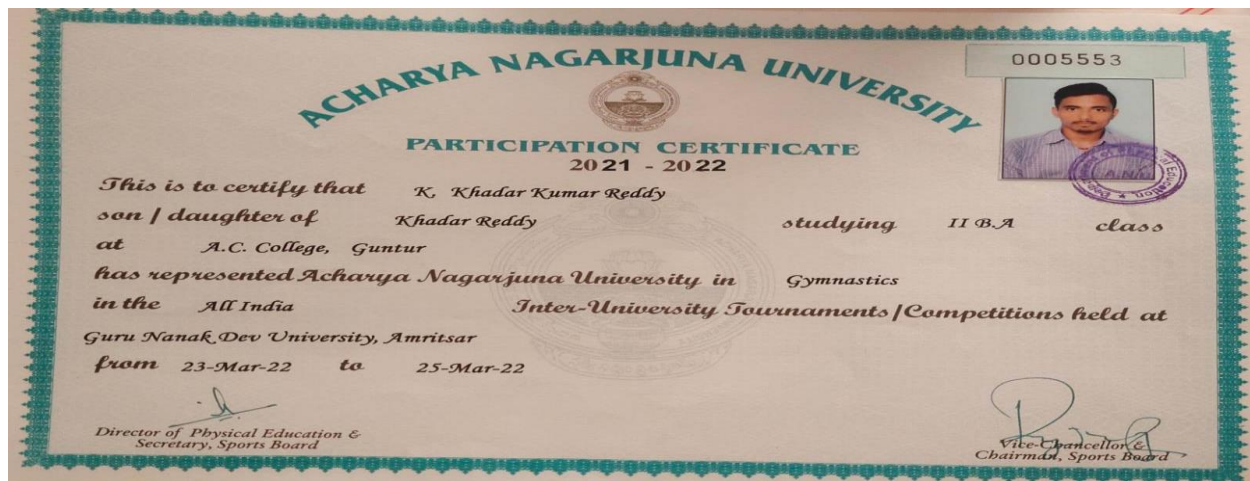 ACHARYA NAGARJUNA UNIVERSITY
0005553
PARTICIPATION CERTIFICATE
2021 - 2022
This is to certify that K, Khadar Kumar Reddy
son / daughter of Khadar Reddy studying II B.A class
at A.C. College, Guntur
has represented Acharya Nagarjuna University in Gymnastics
in the All India Inter-University Tournaments/Competitions held at
Guru Nanak Dev University, Amritsar
from 23-Mar-22 to 25-Mar-22
Director of Physical Education &
Secretary, Sports Board
Vice-Chancellor &
Chairman, Sports Board